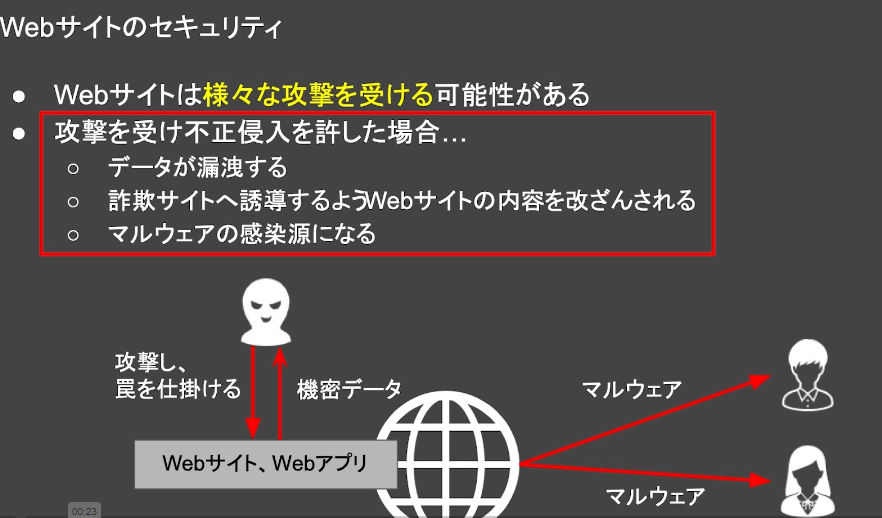 Webサイトのセキュリティ
● Webサイトは様々な攻撃を受ける可能性がある
● 攻撃を受け不正侵入を許した場合…
○ データが漏洩する
○ 詐欺サイトへ誘導するようWebサイトの内容を改ざんされる
○ マルウェアの感染源になる
攻撃し、
罠を仕掛ける
機密データ
マルウェア
Webサイト、Webアプリ
マルウェア
00:23